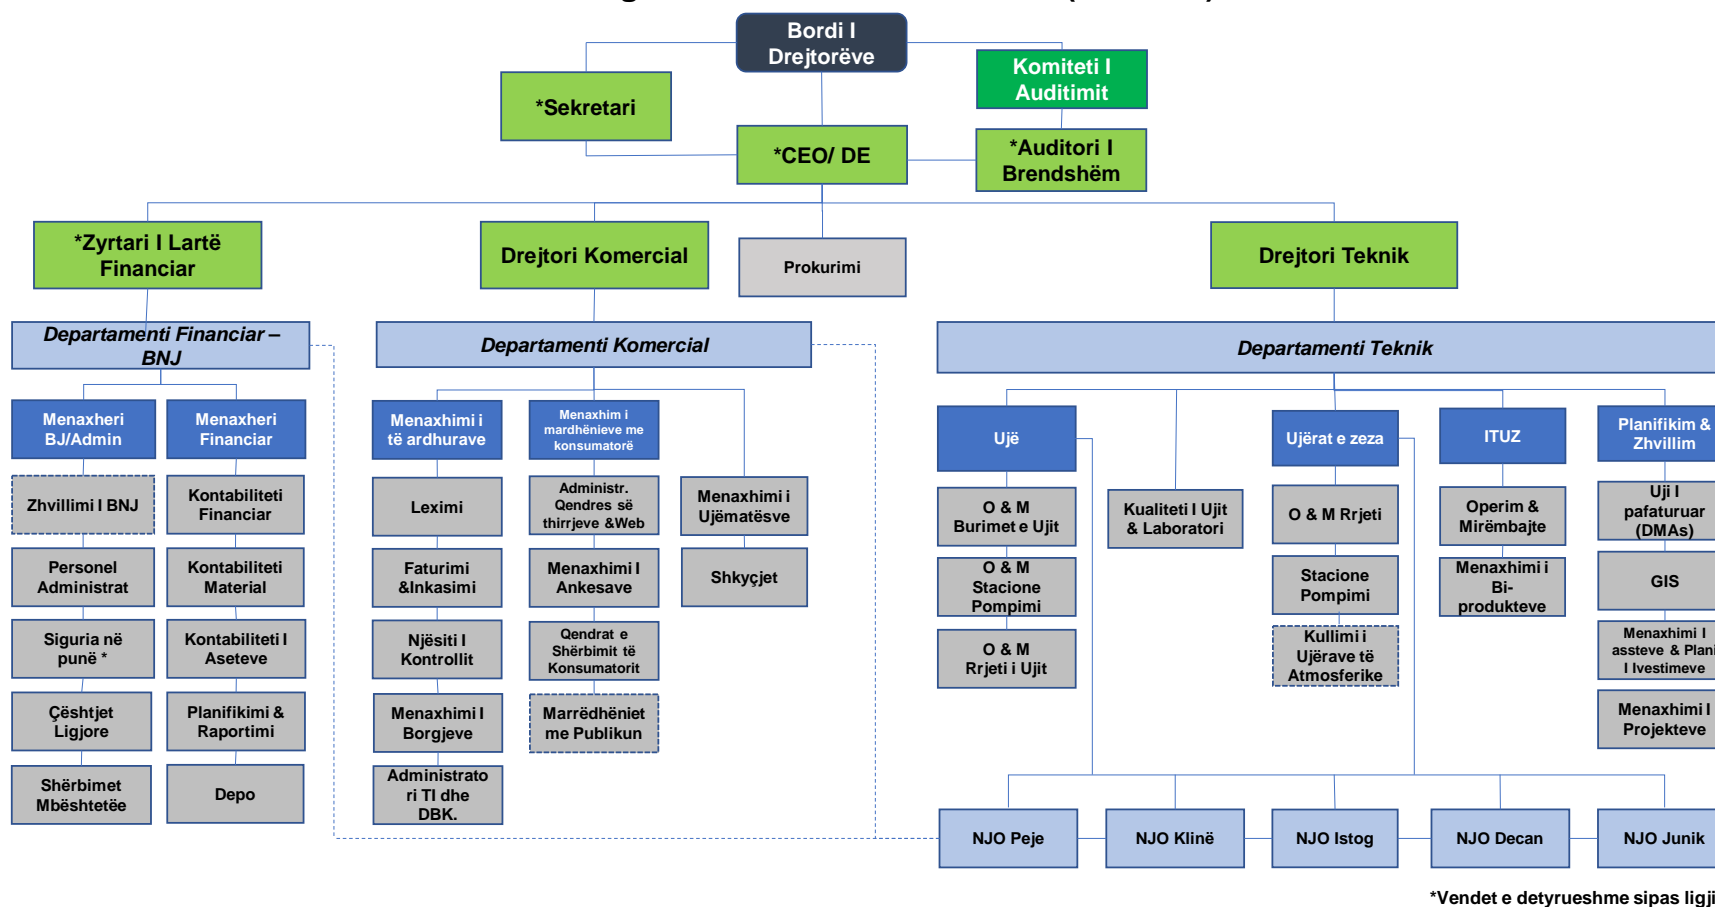 Bordi I
Drejtorëve
Komiteti I
Auditimit
*Sekretari
*CEO/ DE
*Auditori I
Brendshëm
*Zyrtari I Lartë
Financiar
Drejtori Komercial
Prokurimi
Drejtori Teknik
Departamenti Financiar –
BNJ
Departamenti Komercial
Departamenti Teknik
Menaxheri
BJ/Admin
Menaxheri
Financiar
Menaxhimi i
të ardhurave
Menaxhim i
mardhënieve me
konsumatorë
Ujë
Ujërat e zeza
ITUZ
Planifikim &
Zhvillim
Zhvillimi I BNJ
Personel
Administrat
Siguria në
punë *
Çështjet
Ligjore
Shërbimet
Mbështetëe
Kontabiliteti
Financiar
Kontabiliteti
Material
Kontabiliteti I
Aseteve
Planifikimi &
Raportimi
Depo
Leximi
Faturimi
&Inkasimi
Njësiti I
Kontrollit
Menaxhimi I
Borgjeve
Administrato
ri TI dhe
DBK.
Administr.
Qendres së
thirrjeve &Web
Menaxhimi I
Ankesave
Qendrat e
Shërbimit të
Konsumatorit
Marrëdhëniet
me Publikun
Menaxhimi i
Ujëmatësve
Shkyçjet
O & M
Burimet e Ujit
O & M
Stacione
Pompimi
O & M
Rrjeti i Ujit
Kualiteti I Ujit
& Laboratori
O & M Rrjeti
Stacione
Pompimi
Kullimi i
Ujërave të
Atmosferike
Operim &
Mirëmbajte
Menaxhimi i
Bi-
produkteve
Uji I
pafaturuar
(DMAs)
GIS
Menaxhimi I
assteve & Plani
I Ivestimeve
Menaxhimi I
Projekteve
NJO Peje
NJO Klinë
NJO Istog
NJO Decan
NJO Junik
*Vendet e detyrueshme sipas ligji